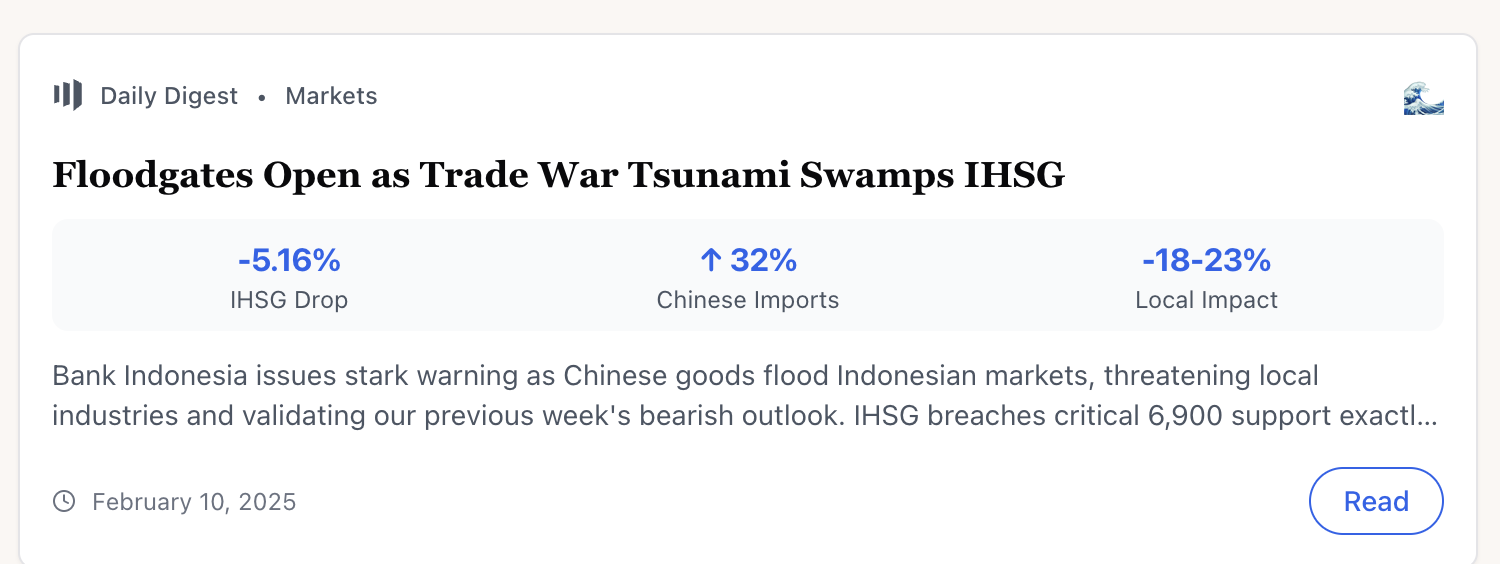 Daily Digest • Markets
Floodgates Open as Trade War Tsunami Swamps IHSG
-5.16% ↑ 32% -18-23%
IHSG Drop Chinese Imports Local Impact
Bank Indonesia issues stark warning as Chinese goods flood Indonesian markets, threatening local
industries and validating our previous week's bearish outlook. IHSG breaches critical 6,900 support exactl...
February 10, 2025 Read